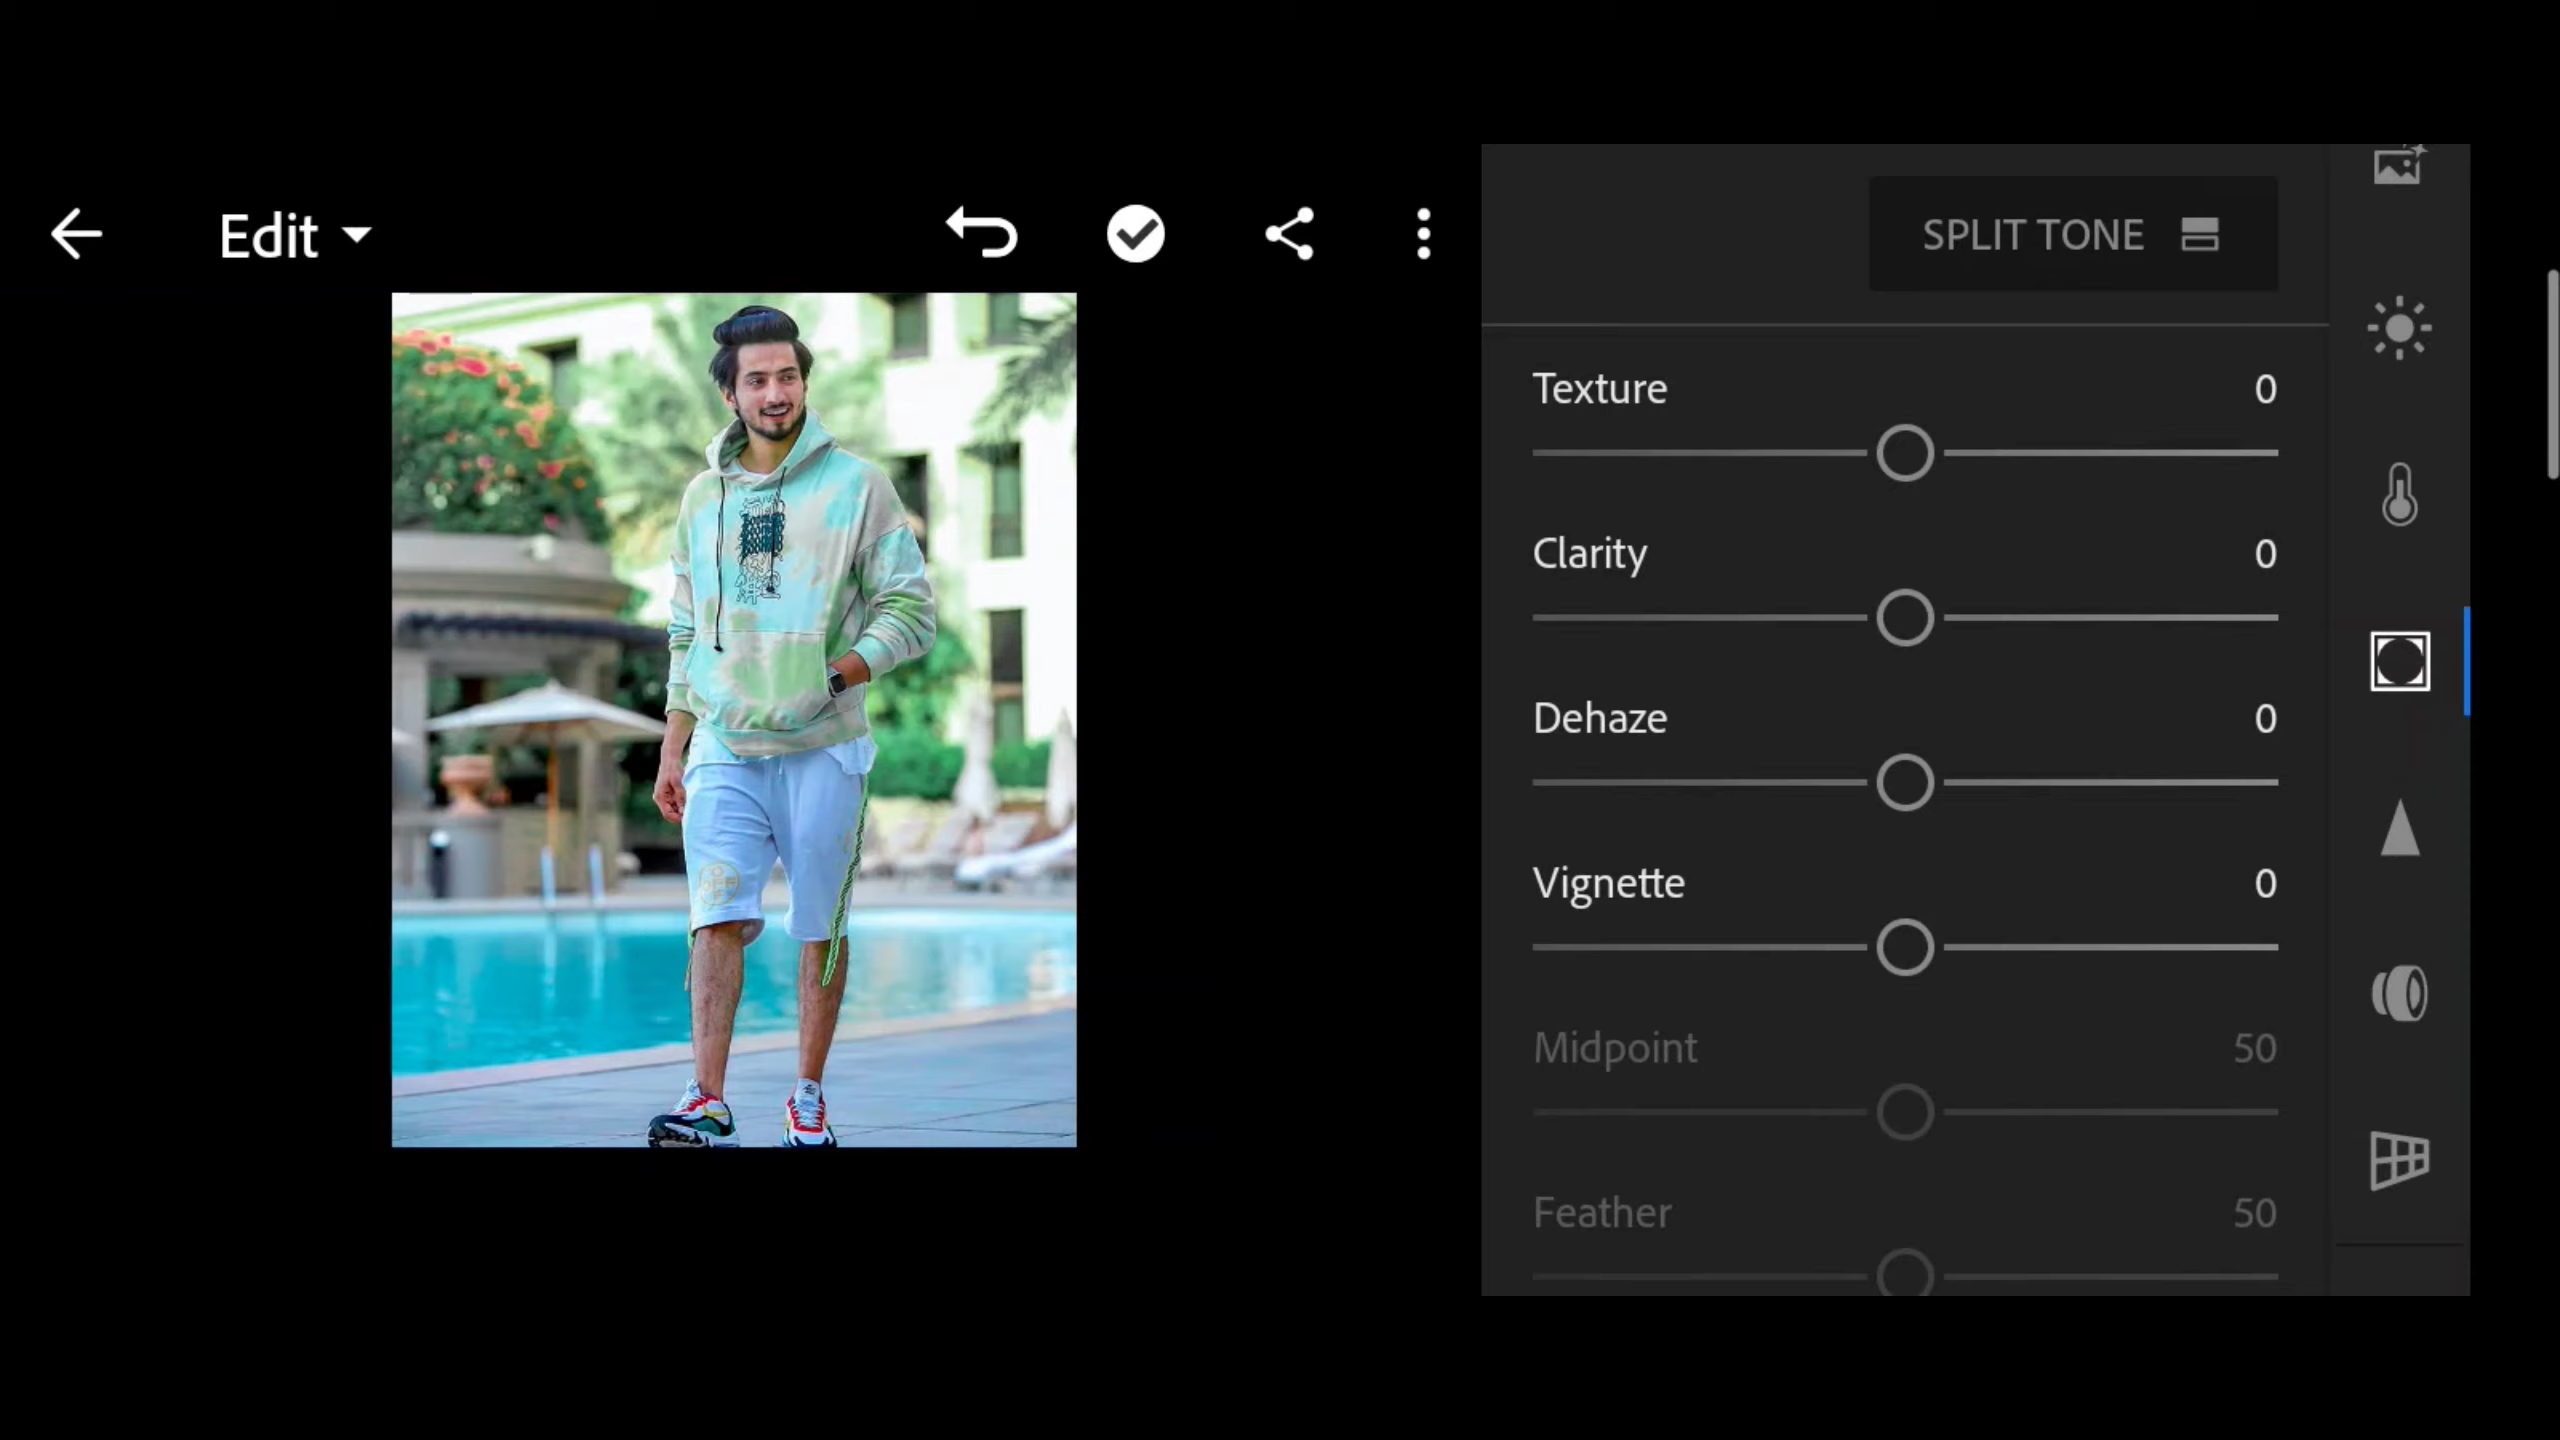 Edit
SPLIT TONE
Texture 0
Clarity 0
Dehaze 0
Vignette 0
Midpoint 50
Feather 50